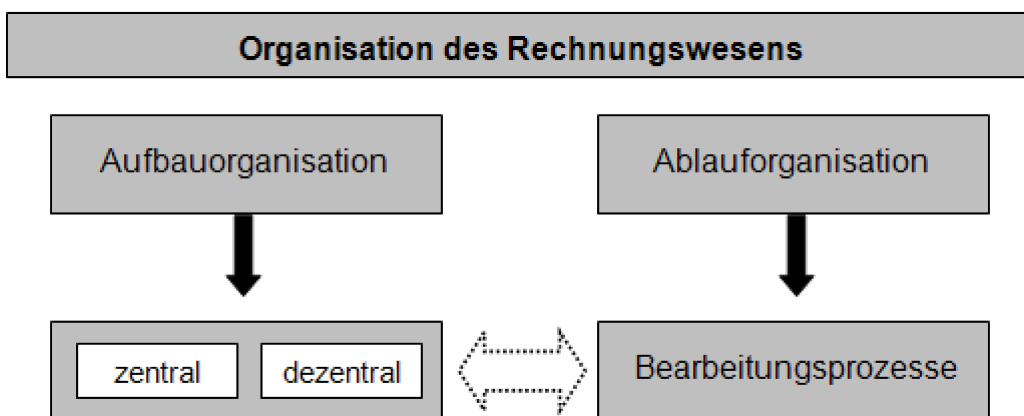 Organisation des Rechnungswesens
Aufbauorganisation
Ablauforganisation
zentral
dezentral
Bearbeitungsprozesse